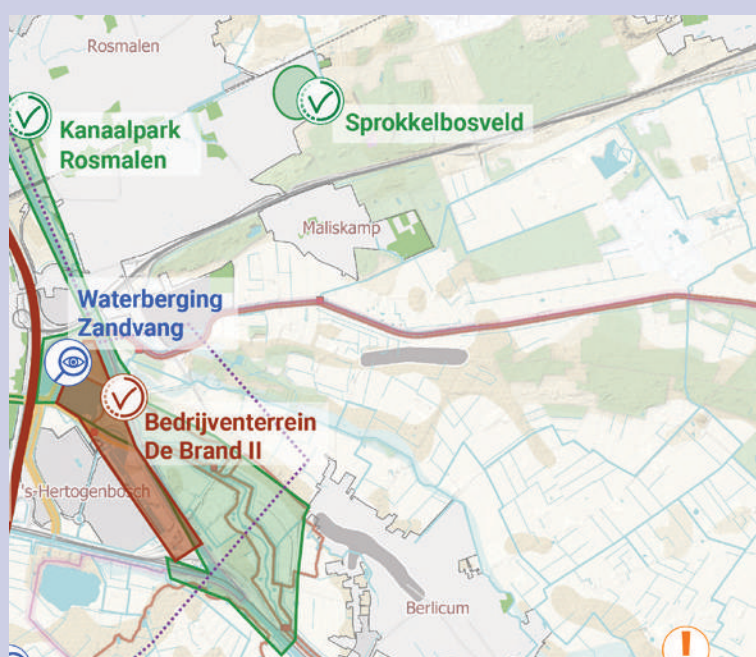 Rosmalen
Kanaalpark
Rosmalen
Sprokkelbosveld
Maliskamp
Waterberging
Zandvang
Bedrijventerrein
De Brand II
's-Hertogenbosch
Berlicum
!